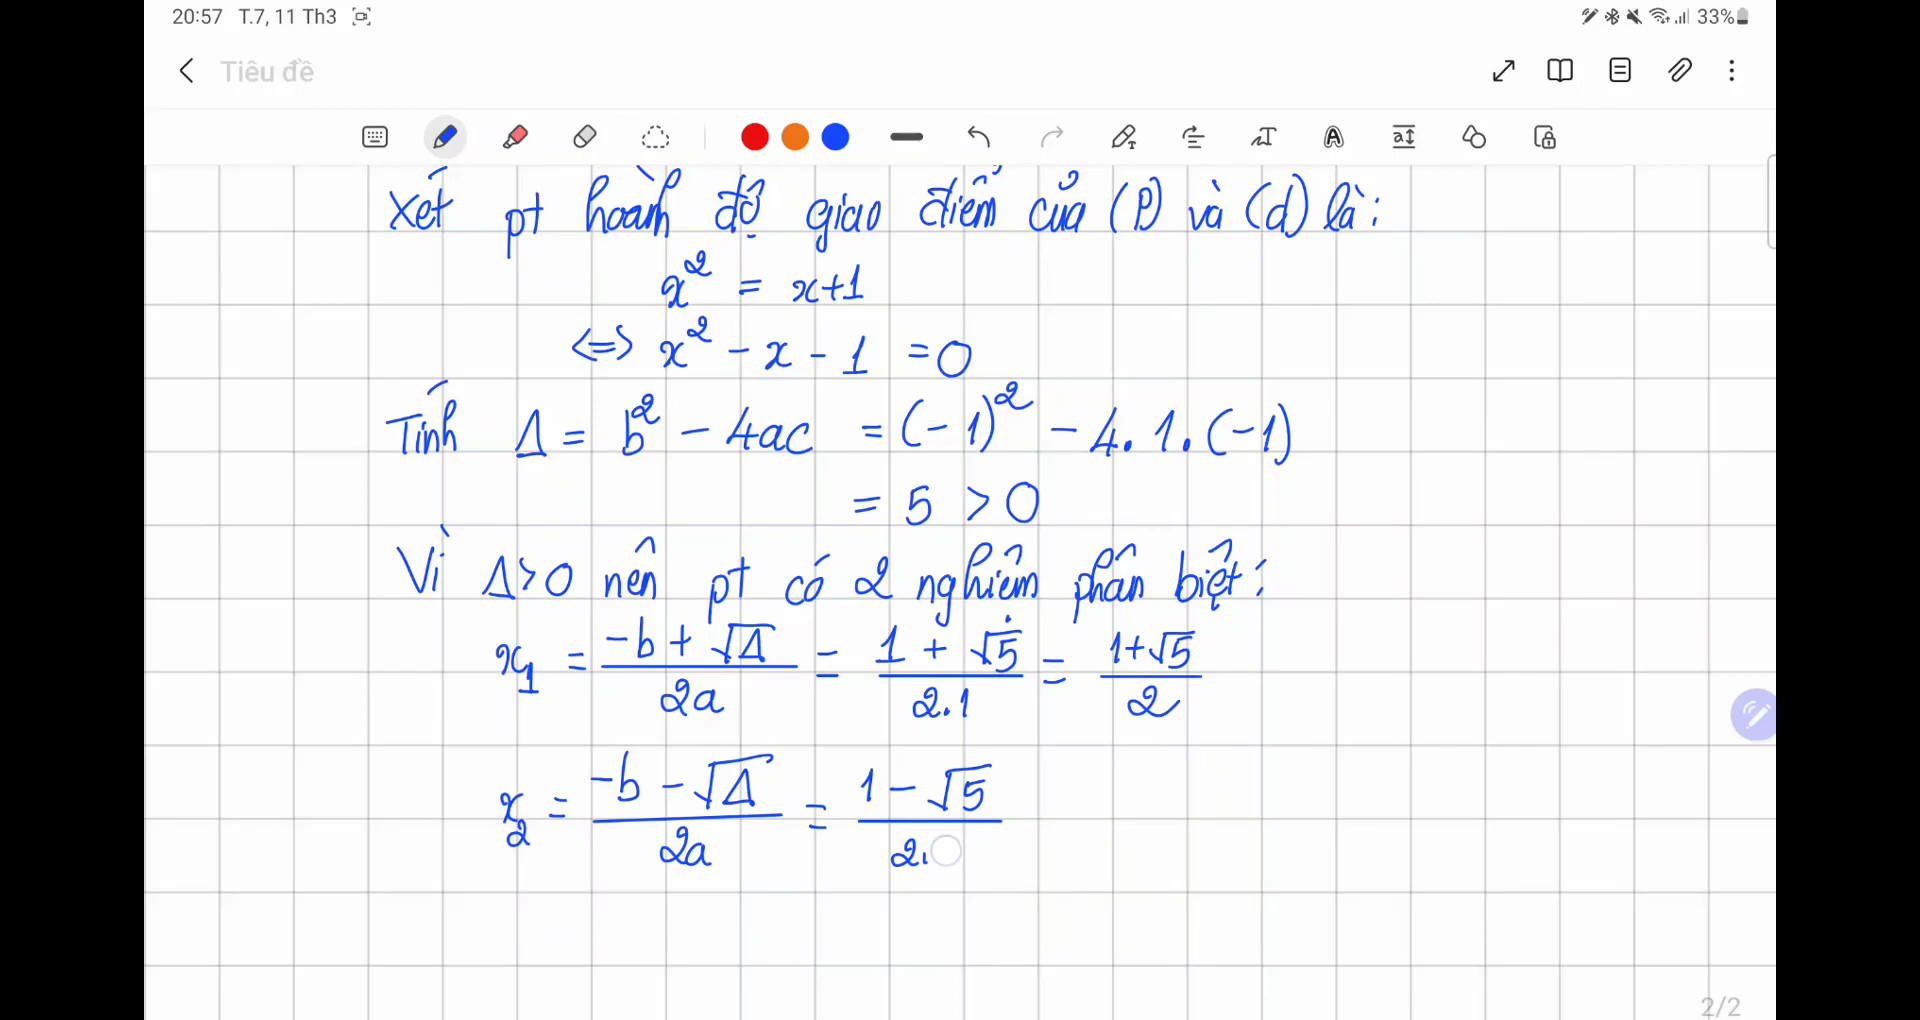 20:57 T.7, 11 Th3 33%
Tiêu đề
Xét pt hoành độ giao điểm của (P) và (d) là:
x² = x+1
<=> x² - x - 1 = 0
Tính Δ = b² - 4ac = (-1)² - 4.1.(-1)
= 5 > 0
Vì Δ>0 nên pt có 2 nghiệm phân biệt:
x₁ = (-b + √Δ)/2a = (1 + √5)/2.1 = (1+√5)/2
x₂ = (-b - √Δ)/2a = (1 - √5)/2.
2/2